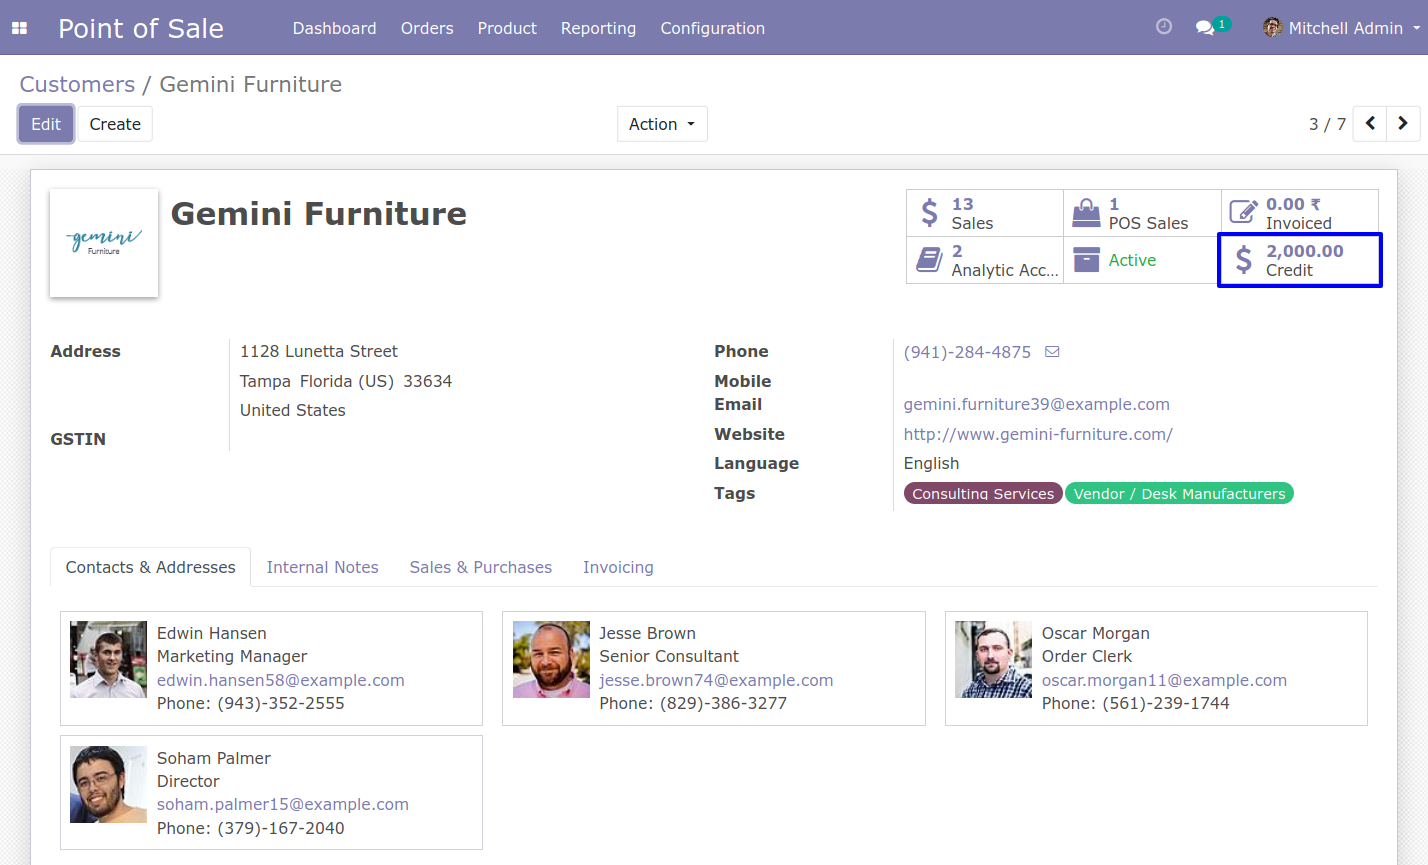 Point of Sale Dashboard Orders Product Reporting Configuration 1 Mitchell Admin
Customers / Gemini Furniture
Edit Create Action 3 / 7
gemini
Furniture
Gemini Furniture
13
Sales
1
POS Sales
0.00 ₹
Invoiced
2
Analytic Acc...
Active
2,000.00
Credit
Address
1128 Lunetta Street
Tampa Florida (US) 33634
United States
GSTIN
Phone (941)-284-4875
Mobile
Email gemini.furniture39@example.com
Website http://www.gemini-furniture.com/
Language English
Tags Consulting Services Vendor / Desk Manufacturers
Contacts & Addresses Internal Notes Sales & Purchases Invoicing
Edwin Hansen
Marketing Manager
edwin.hansen58@example.com
Phone: (943)-352-2555
Jesse Brown
Senior Consultant
jesse.brown74@example.com
Phone: (829)-386-3277
Oscar Morgan
Order Clerk
oscar.morgan11@example.com
Phone: (561)-239-1744
Soham Palmer
Director
soham.palmer15@example.com
Phone: (379)-167-2040